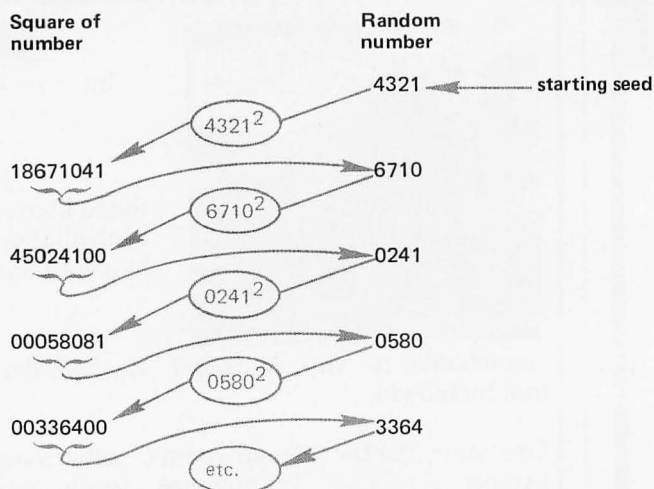 Square of
number
Random
number
4321
starting seed
4321²
18671041
6710
6710²
45024100
0241
0241²
00058081
0580
0580²
00336400
3364
etc.